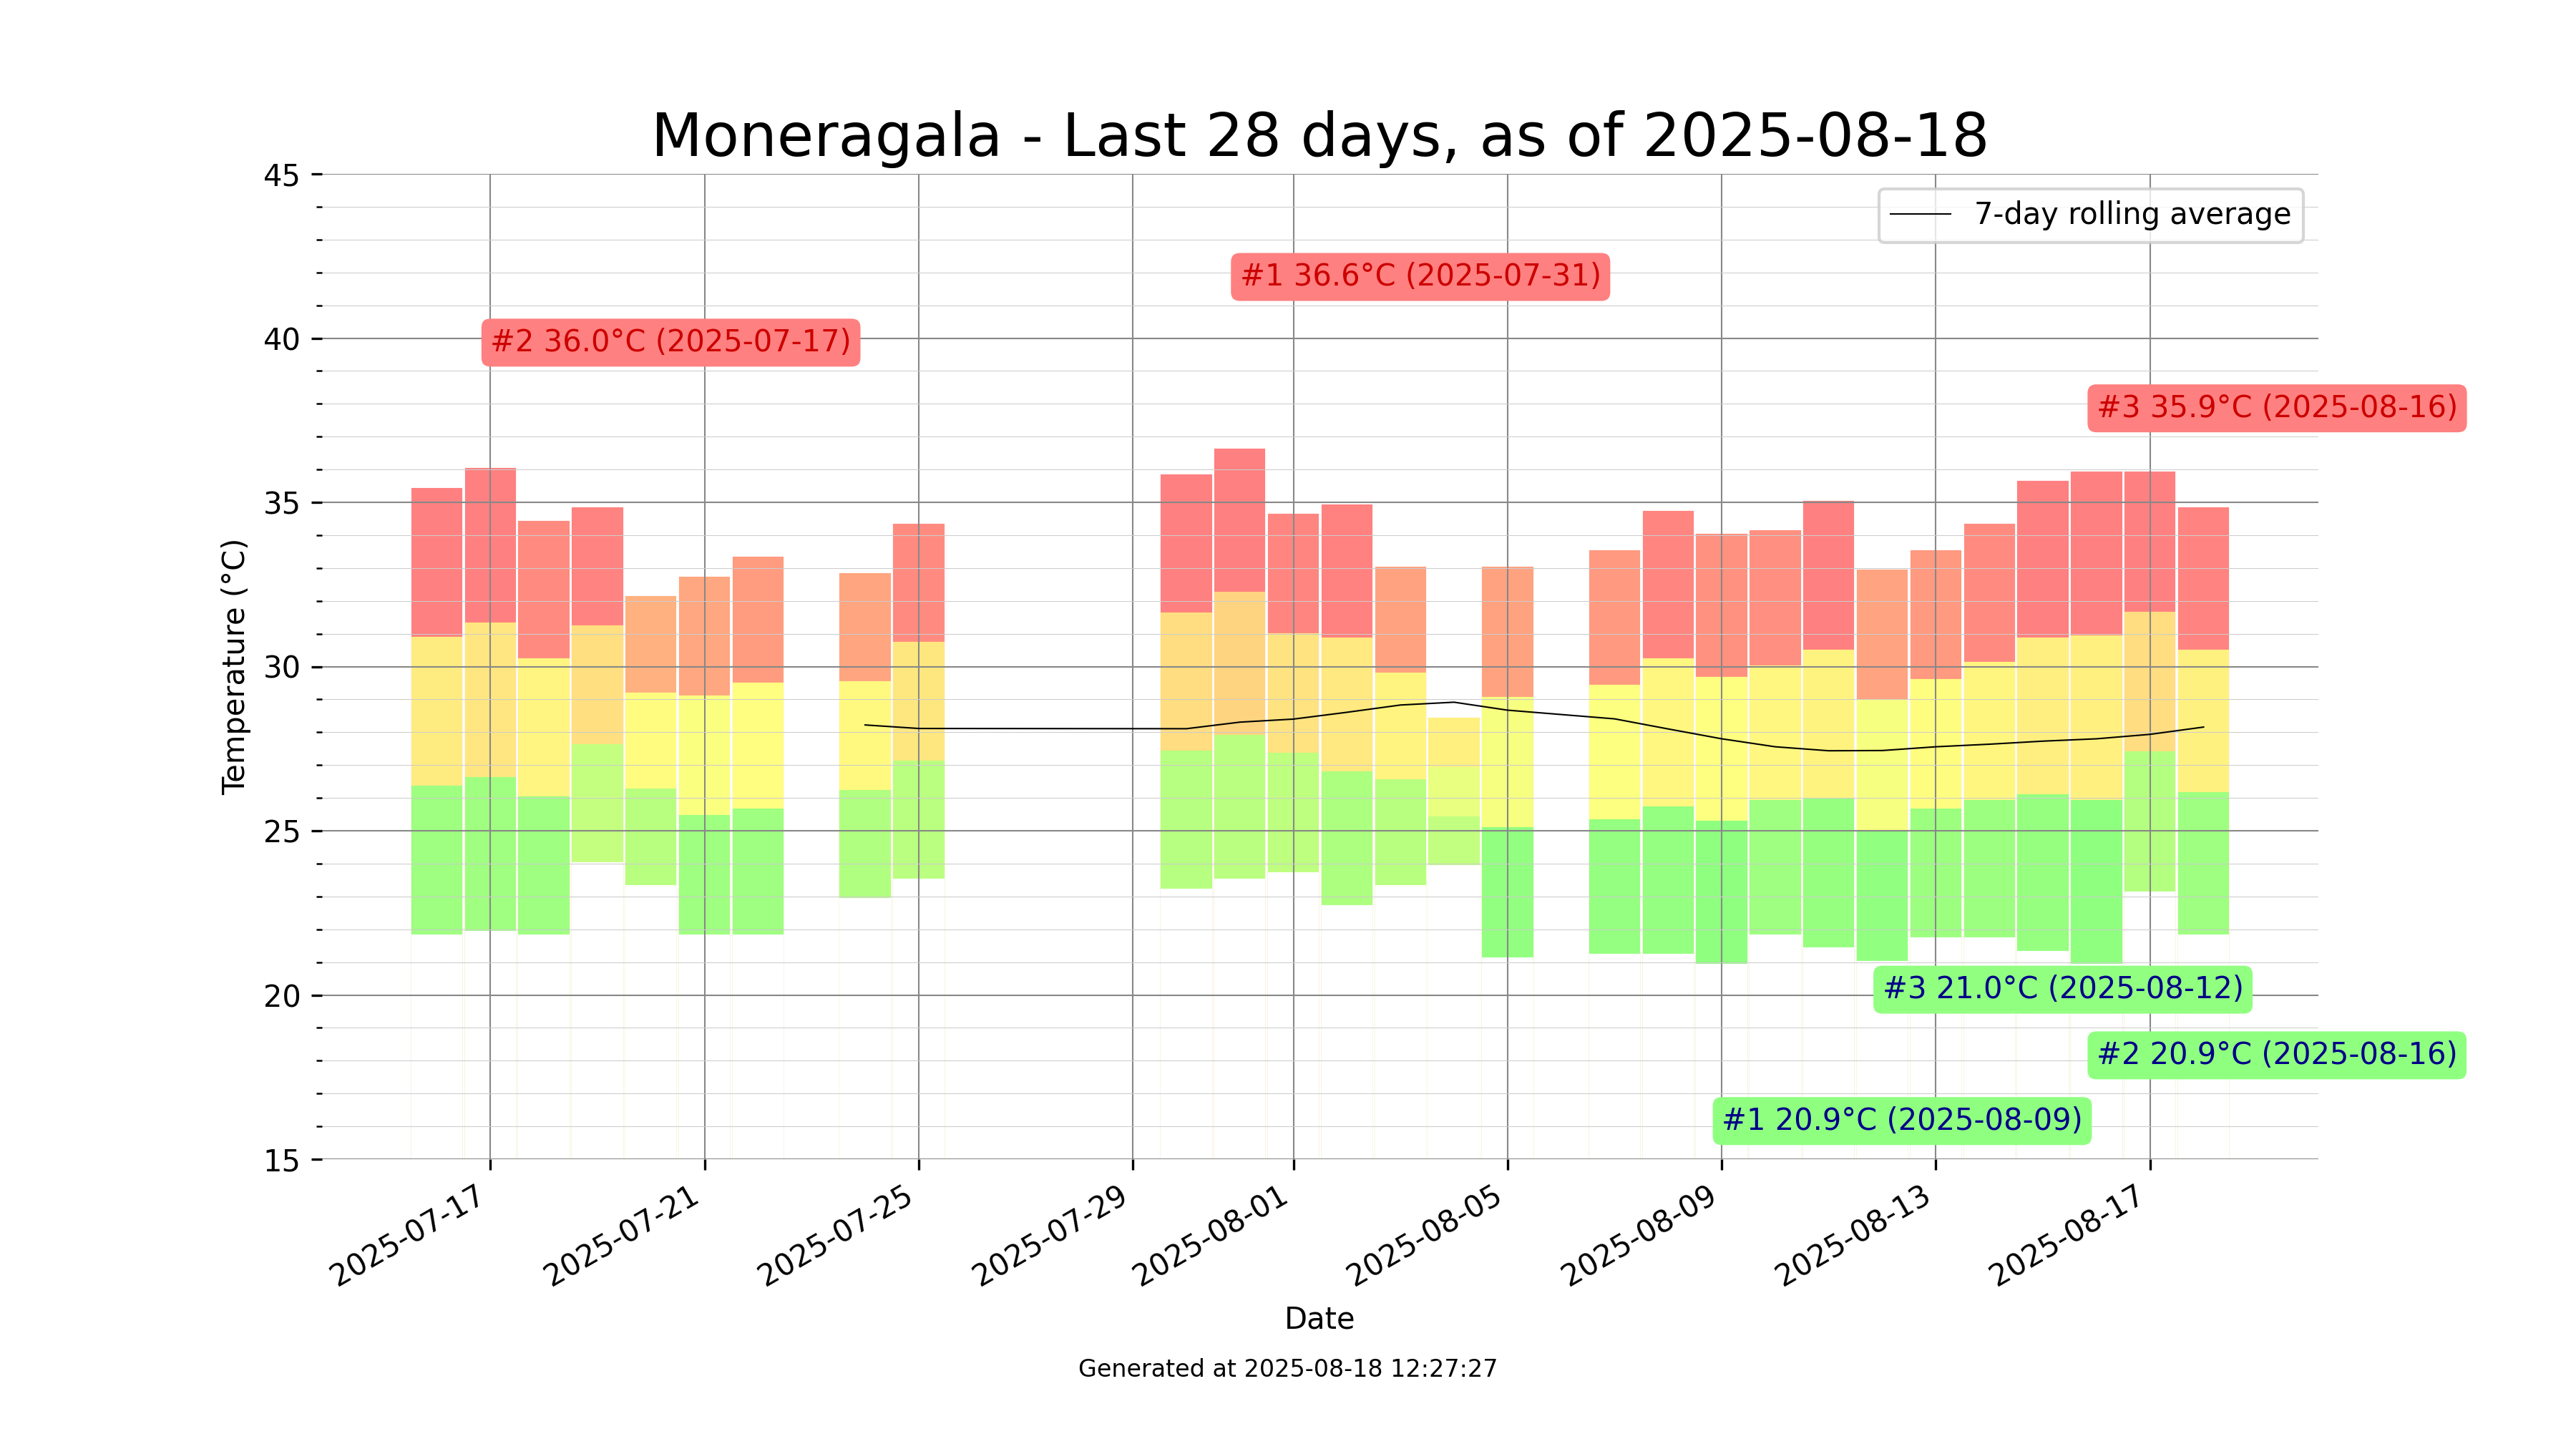 Moneragala - Last 28 days, as of 2025-08-18
45
7-day rolling average
#1 36.6°C (2025-07-31)
40
#2 36.0°C (2025-07-17)
#3 35.9°C (2025-08-16)
35
30
25
20
15
Temperature (°C)
#3 21.0°C (2025-08-12)
#2 20.9°C (2025-08-16)
#1 20.9°C (2025-08-09)
2025-07-17
2025-07-21
2025-07-25
2025-07-29
2025-08-01
2025-08-05
2025-08-09
2025-08-13
2025-08-17
Date
Generated at 2025-08-18 12:27:27